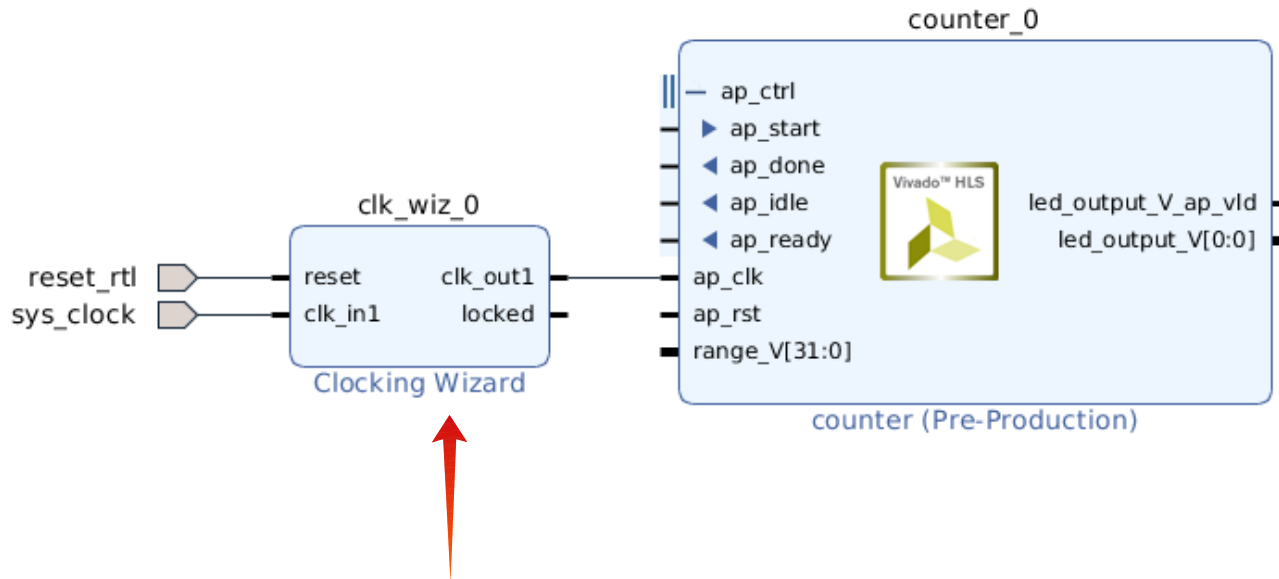 counter_0
ap_ctrl
ap_start
ap_done
ap_idle
ap_ready
ap_clk
ap_rst
range_V[31:0]
Vivado™ HLS
led_output_V_ap_vld
led_output_V[0:0]
counter (Pre-Production)
clk_wiz_0
reset
clk_in1
clk_out1
locked
Clocking Wizard
reset_rtl
sys_clock